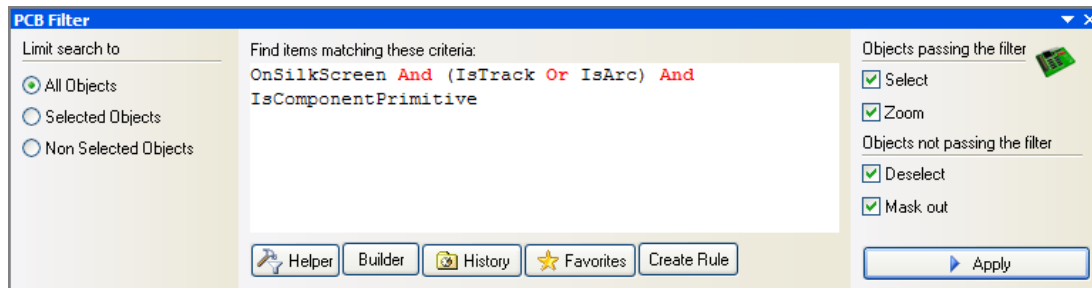 PCB Filter
Limit search to
All Objects
Selected Objects
Non Selected Objects
Find items matching these criteria:
OnSilkScreen And (IsTrack Or IsArc) And
IsComponentPrimitive
Helper
Builder
History
Favorites
Create Rule
Objects passing the filter
Select
Zoom
Objects not passing the filter
Deselect
Mask out
Apply